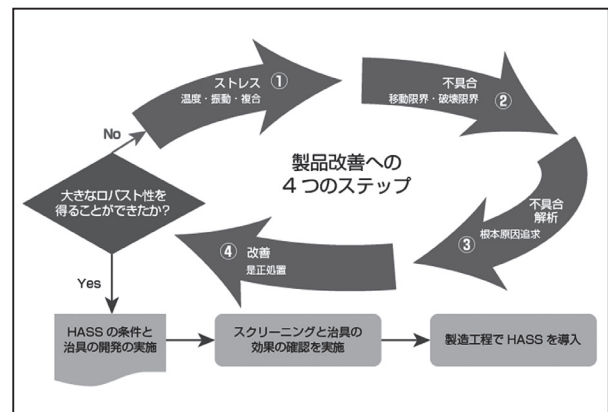 ストレス ①
温度・振動・複合
不具合
移動限界・破壊限界 ②
製品改善への
4つのステップ
No
大きなロバスト性を
得ることができたか?
不具合
解析
③ 根本原因追求
④ 改善
是正処置
Yes
HASS の条件と
治具の開発の実施
スクリーニングと治具の
効果の確認を実施
製造工程で HASS を導入